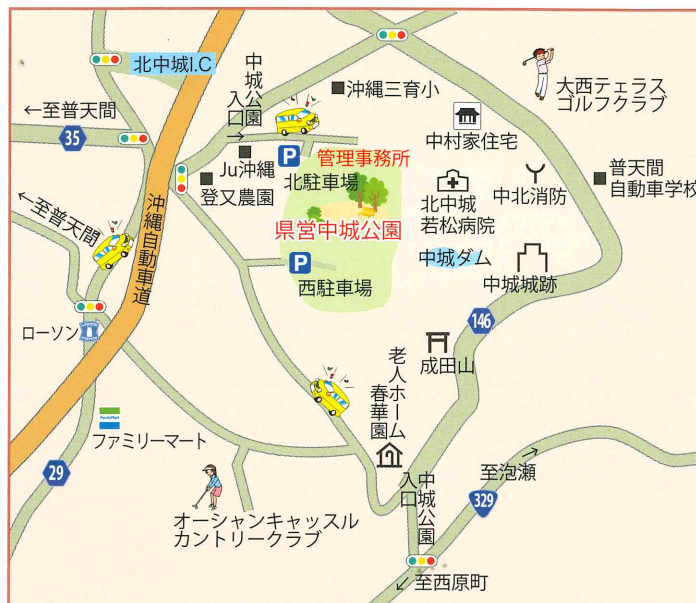 北中城I.C
←至普天間
35
中城公園
入口
→
沖縄三育小
Ju沖縄
登又農園
P
北駐車場
管理事務所
中村家住宅
大西テェラス
ゴルフクラブ
北中城
若松病院
中北消防
普天間
自動車学校
←至普天間
沖縄自動車道
県営中城公園
P
西駐車場
中城ダム
中城城跡
146
ローソン
成田山
老人ホーム
春華園
FamilyMart
ファミリーマート
29
オーシャンキャッスル
カントリークラブ
中城公園
入口
→
至泡瀬
329
↙
至西原町